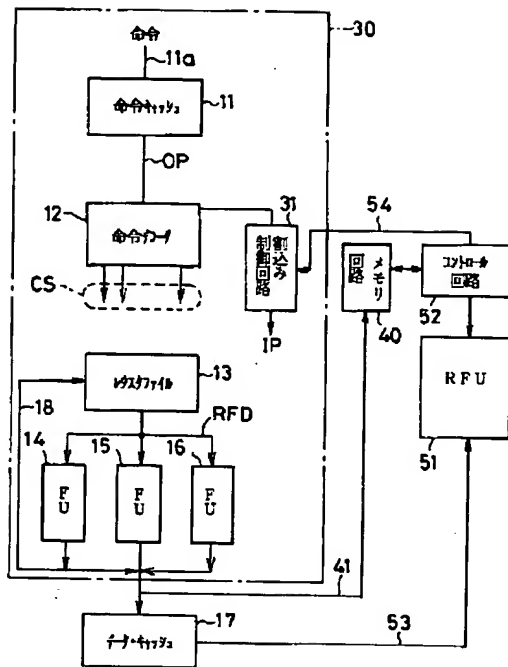 命令
30
11a
命令キャッシュ
11
OP
12
命令デコーダ
31
54
割込み
制御回路
メモリ
回路
コントロール
回路
CS
52
40
IP
レジスタファイル
13
RFU
18
RFD
51
14
15
16
FU
FU
FU
41
17
データ・キャッシュ
53